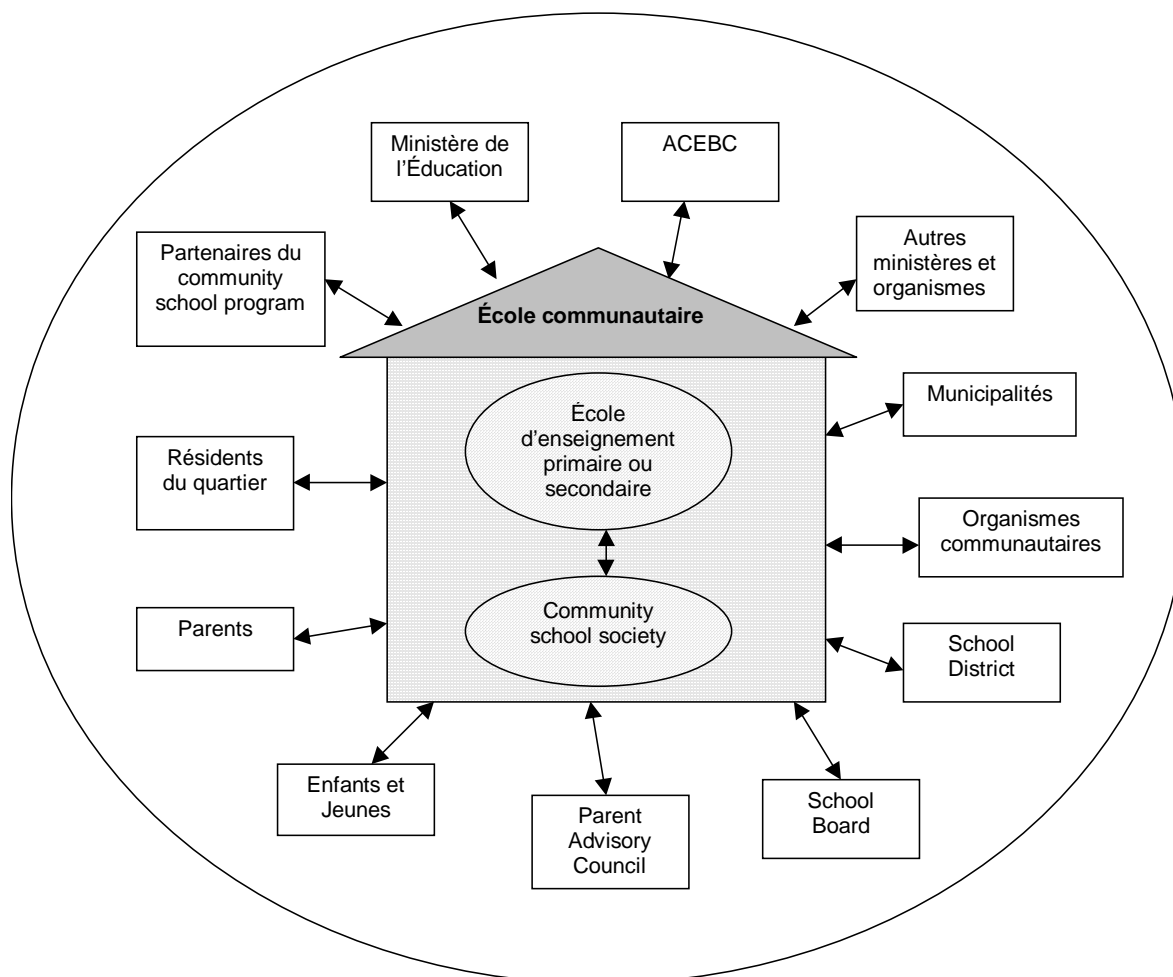 Ministère de
l'Éducation
ACEBC
Partenaires du
community
school program
Autres
ministères et
organismes
École communautaire
Municipalités
École
d'enseignement
primaire ou
secondaire
Résidents
du quartier
Organismes
communautaires
Community
school society
Parents
School
District
Enfants et
Jeunes
Parent
Advisory
Council
School
Board